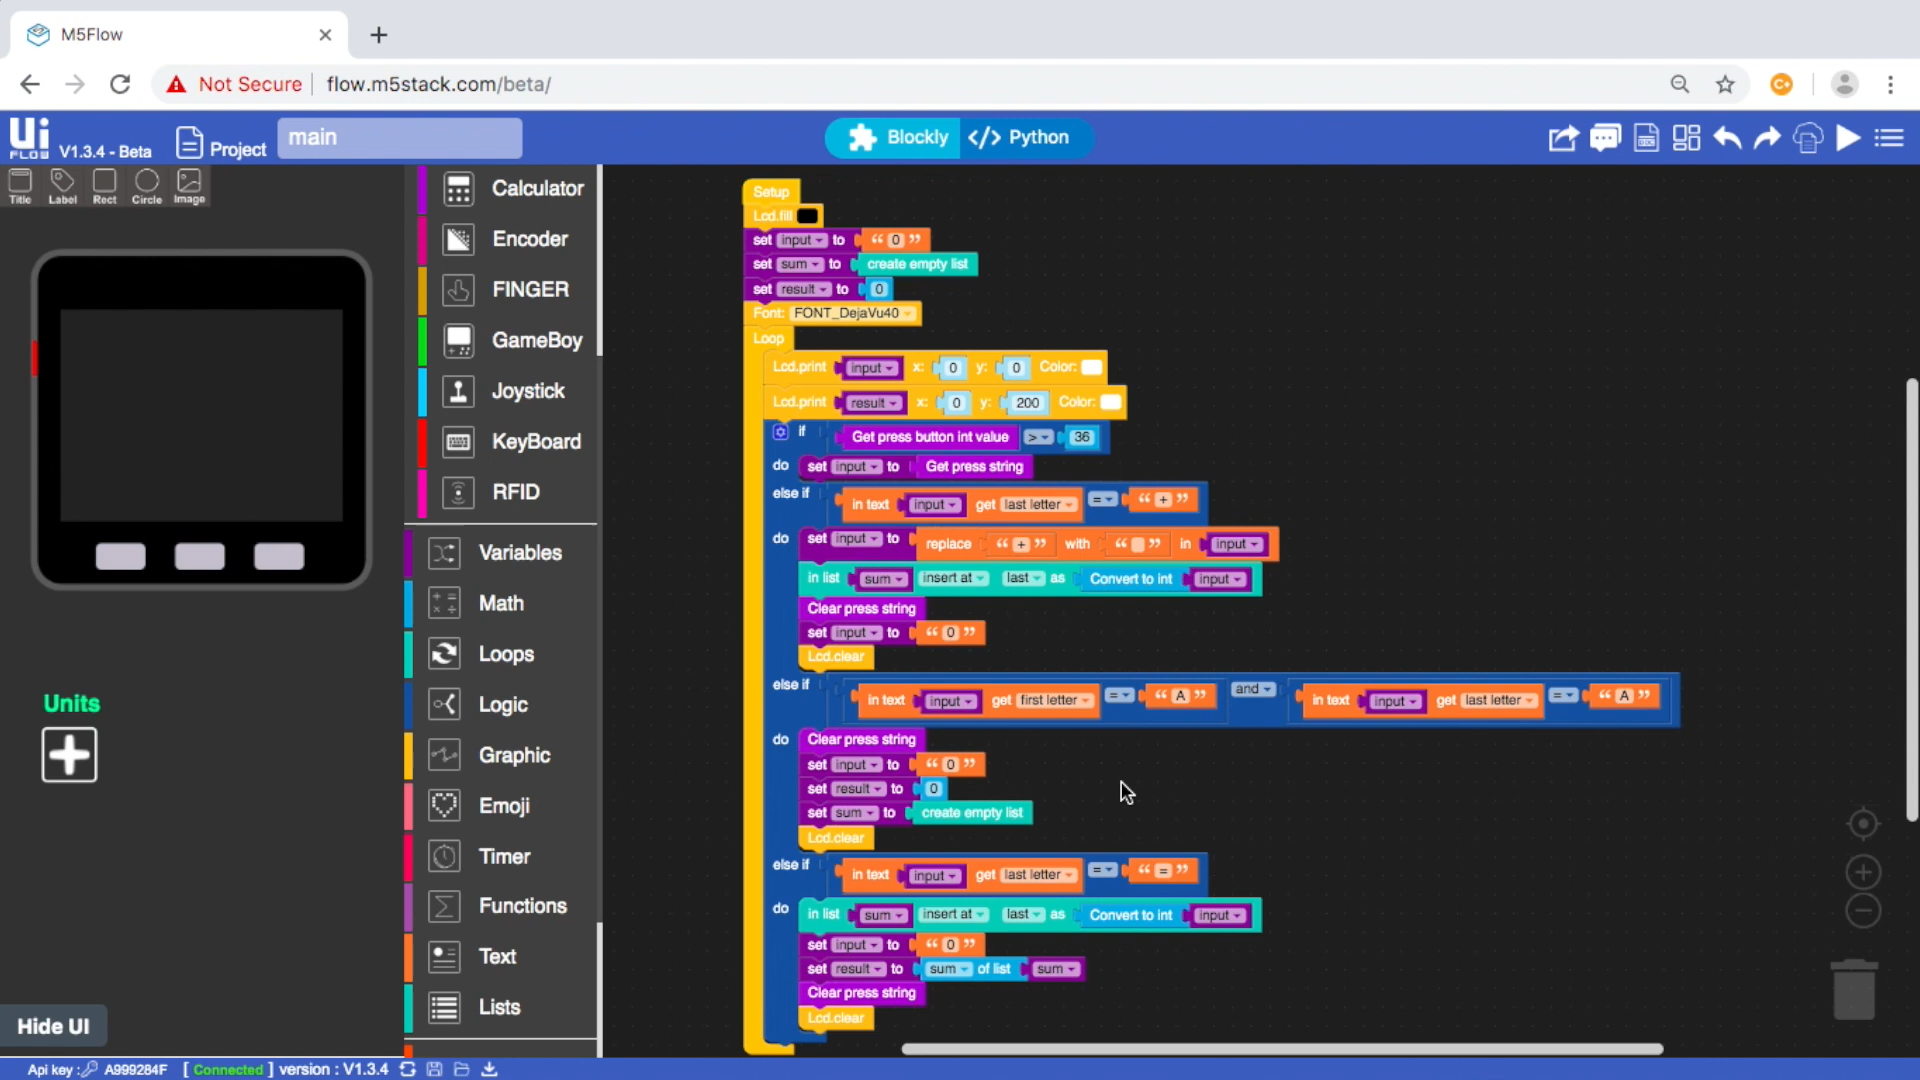 M5Flow
Not Secure flow.m5stack.com/beta/
Ui FLOW V1.3.4 - Beta Project main Blockly </> Python
Title Label Rect Circle Image
Units
Hide UI
Calculator
Encoder
FINGER
GameBoy
Joystick
KeyBoard
RFID
Variables
Math
Loops
Logic
Graphic
Emoji
Timer
Functions
Text
Lists
Setup
Lcd.fill
set input to “ 0 ”
set sum to create empty list
set result to 0
Font: FONT_DejaVu40
Loop
Lcd.print input x: 0 y: 0 Color:
Lcd.print result x: 0 y: 200 Color:
if Get press button int value > 36
do set input to Get press string
else if in text input get last letter = “ + ”
do set input to replace “ + ” with “ ” in input
in list sum insert at last as Convert to int input
Clear press string
set input to “ 0 ”
Lcd.clear
else if in text input get first letter = “ A ” and in text input get last letter = “ A ”
do Clear press string
set input to “ 0 ”
set result to 0
set sum to create empty list
Lcd.clear
else if in text input get last letter = “ = ”
do in list sum insert at last as Convert to int input
set input to “ 0 ”
set result to sum of list sum
Clear press string
Lcd.clear
Api key : A999284F [ Connected ] version : V1.3.4